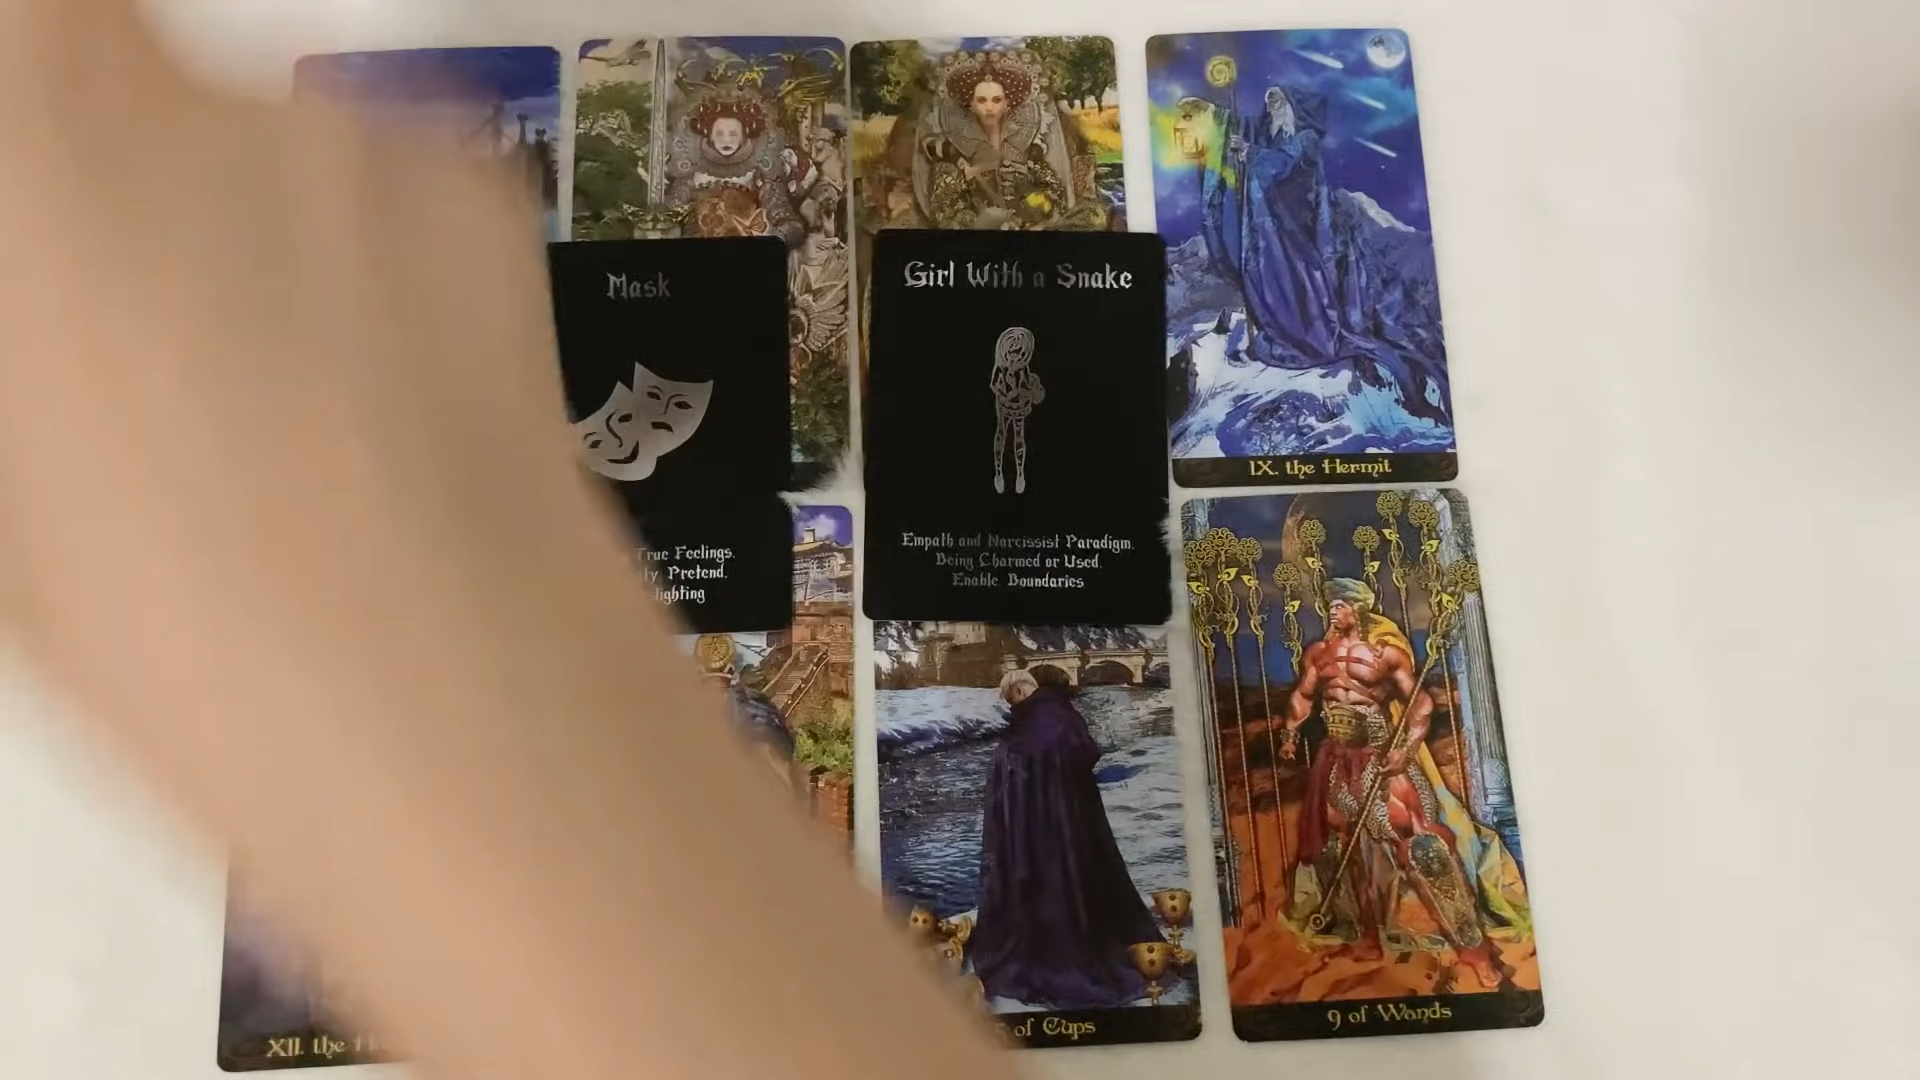 Mask
True Feelings.
Pretend.
Girl With a Snake
Empath and Narcissist Paradigm.
Being Charmed or Used.
Enable. Boundaries
IX. the Hermit
XII. the
of Cups
9 of Wands